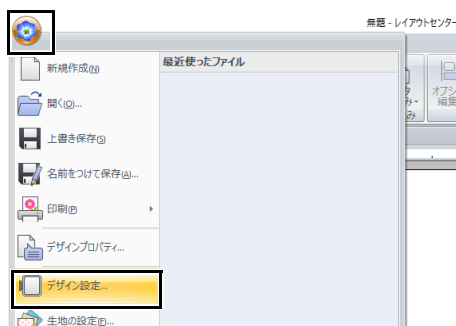 無題 - レイアウトセンター
最近使ったファイル
新規作成(N)
開く(O)...
上書き保存(S)
名前をつけて保存(A)...
印刷(P)
デザインプロパティ...
デザイン設定...
生地の設定(F)...
オプシ
編集
み